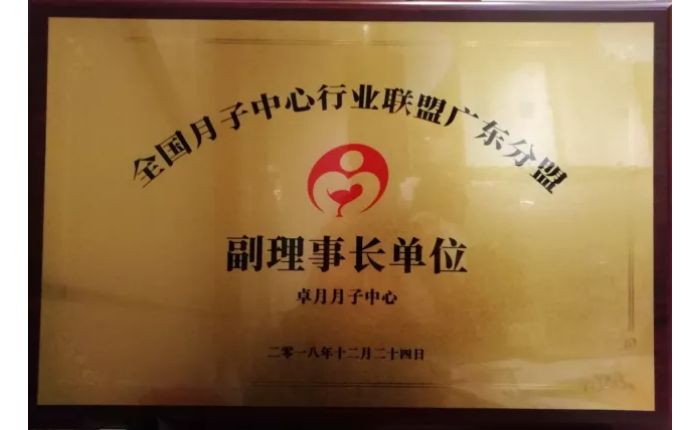 全国月子中心行业联盟广东分盟
副理事长单位
卓月月子中心
二零一八年十二月二十四日